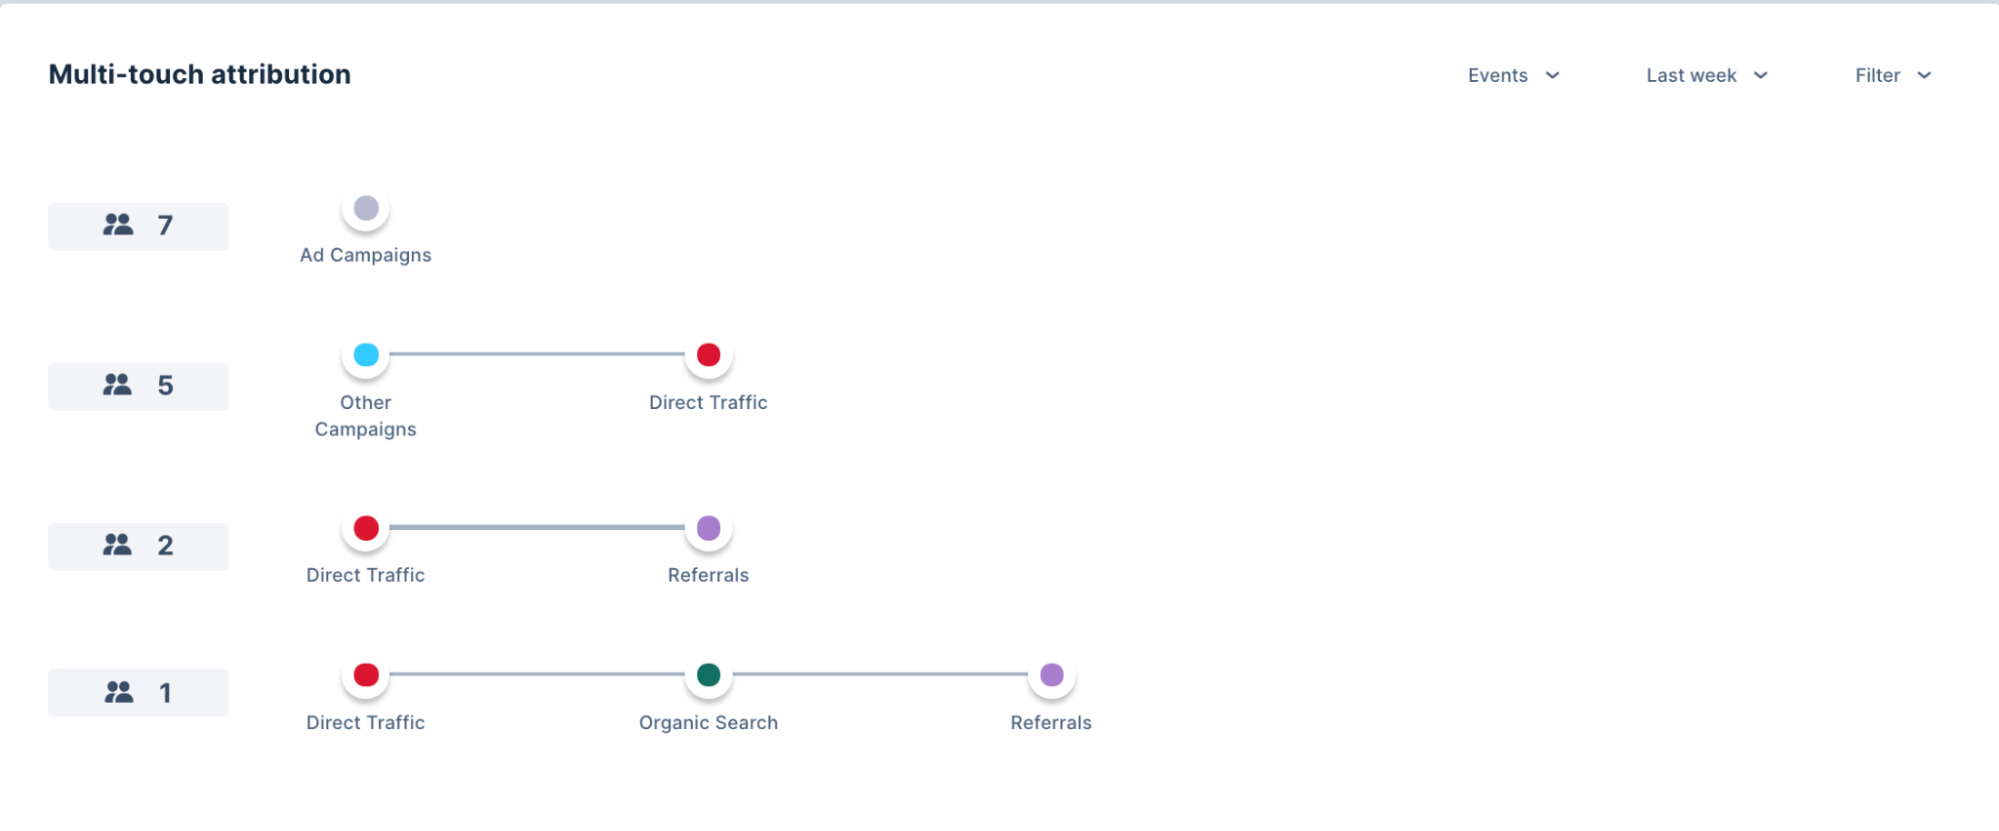 Multi-touch attribution
Events
Last week
Filter
7
Ad Campaigns
5
Other
Campaigns
Direct Traffic
2
Direct Traffic
Referrals
1
Direct Traffic
Organic Search
Referrals